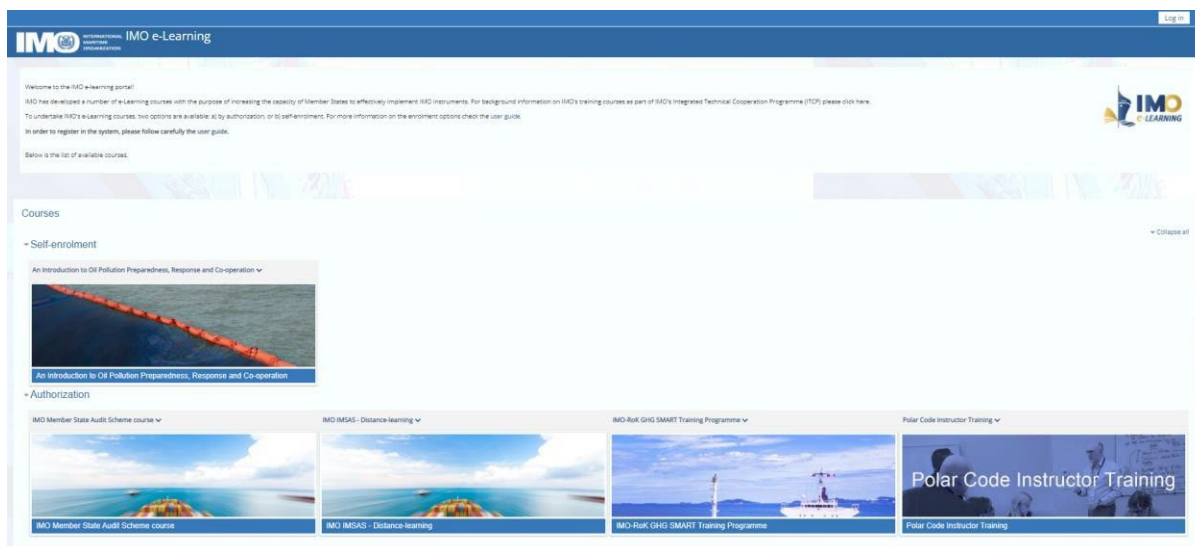 Log in
IMO INTERNATIONAL MARITIME ORGANIZATION IMO e-Learning
Welcome to the IMO e-learning portal!
IMO has developed a number of e-Learning courses with the purpose of increasing the capacity of Member States to effectively implement IMO instruments. For background information on IMO's training courses as part of IMO's Integrated Technical Cooperation Programme (ITCP) please click here.
To undertake IMO's e-Learning courses, two options are available: a) by authorization, or b) self-enrolment. For more information on the enrolment options check the user guide.
In order to register in the system, please follow carefully the user guide.
Below is the list of available courses.
IMO
e-LEARNING
Courses
Collapse all
Self-enrolment
An Introduction to Oil Pollution Preparedness, Response and Co-operation
An Introduction to Oil Pollution Preparedness, Response and Co-operation
Authorization
IMO Member State Audit Scheme course
IMO IMSAS - Distance-learning
IMO-RoK GHG SMART Training Programme
Polar Code Instructor Training
Polar Code Instructor Training
IMO Member State Audit Scheme course
IMO IMSAS - Distance-learning
IMO-RoK GHG SMART Training Programme
Polar Code Instructor Training